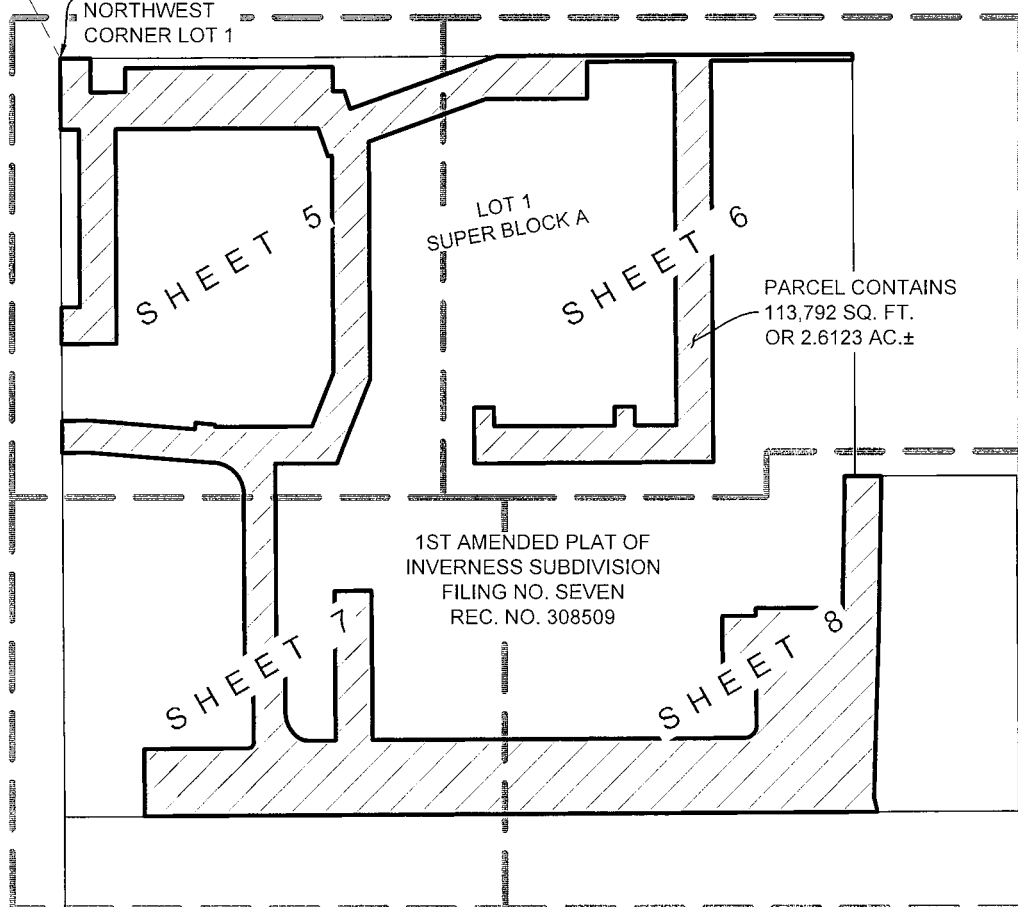 NORTHWEST
CORNER LOT 1
SHEET 5
LOT 1
SUPER BLOCK A
SHEET 6
PARCEL CONTAINS
113,792 SQ. FT.
OR 2.6123 AC.±
1ST AMENDED PLAT OF
INVERNESS SUBDIVISION
FILING NO. SEVEN
REC. NO. 308509
SHEET 7
SHEET 8